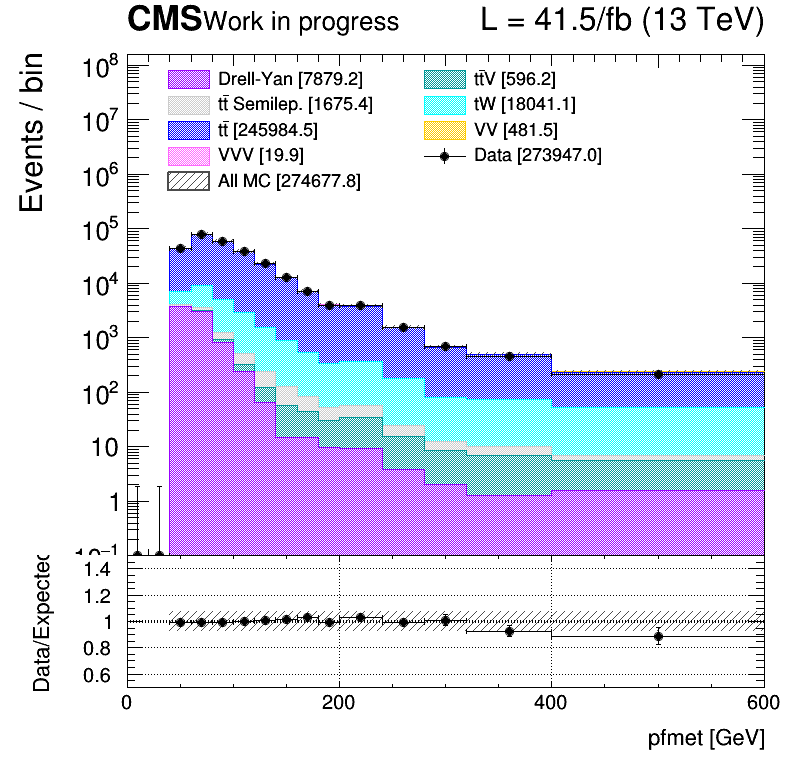 CMS Work in progress L = 41.5/fb (13 TeV)
Events / bin
10⁸
10⁷
10⁶
10⁵
10⁴
10³
10²
10
1
10⁻¹
Drell-Yan [7879.2]
tt̄ Semilep. [1675.4]
tt̄ [245984.5]
VVV [19.9]
All MC [274677.8]
tt̄V [596.2]
tW [18041.1]
VV [481.5]
Data [273947.0]
Data/Expected
1.4
1.2
1
0.8
0.6
0 200 400 600
pfmet [GeV]